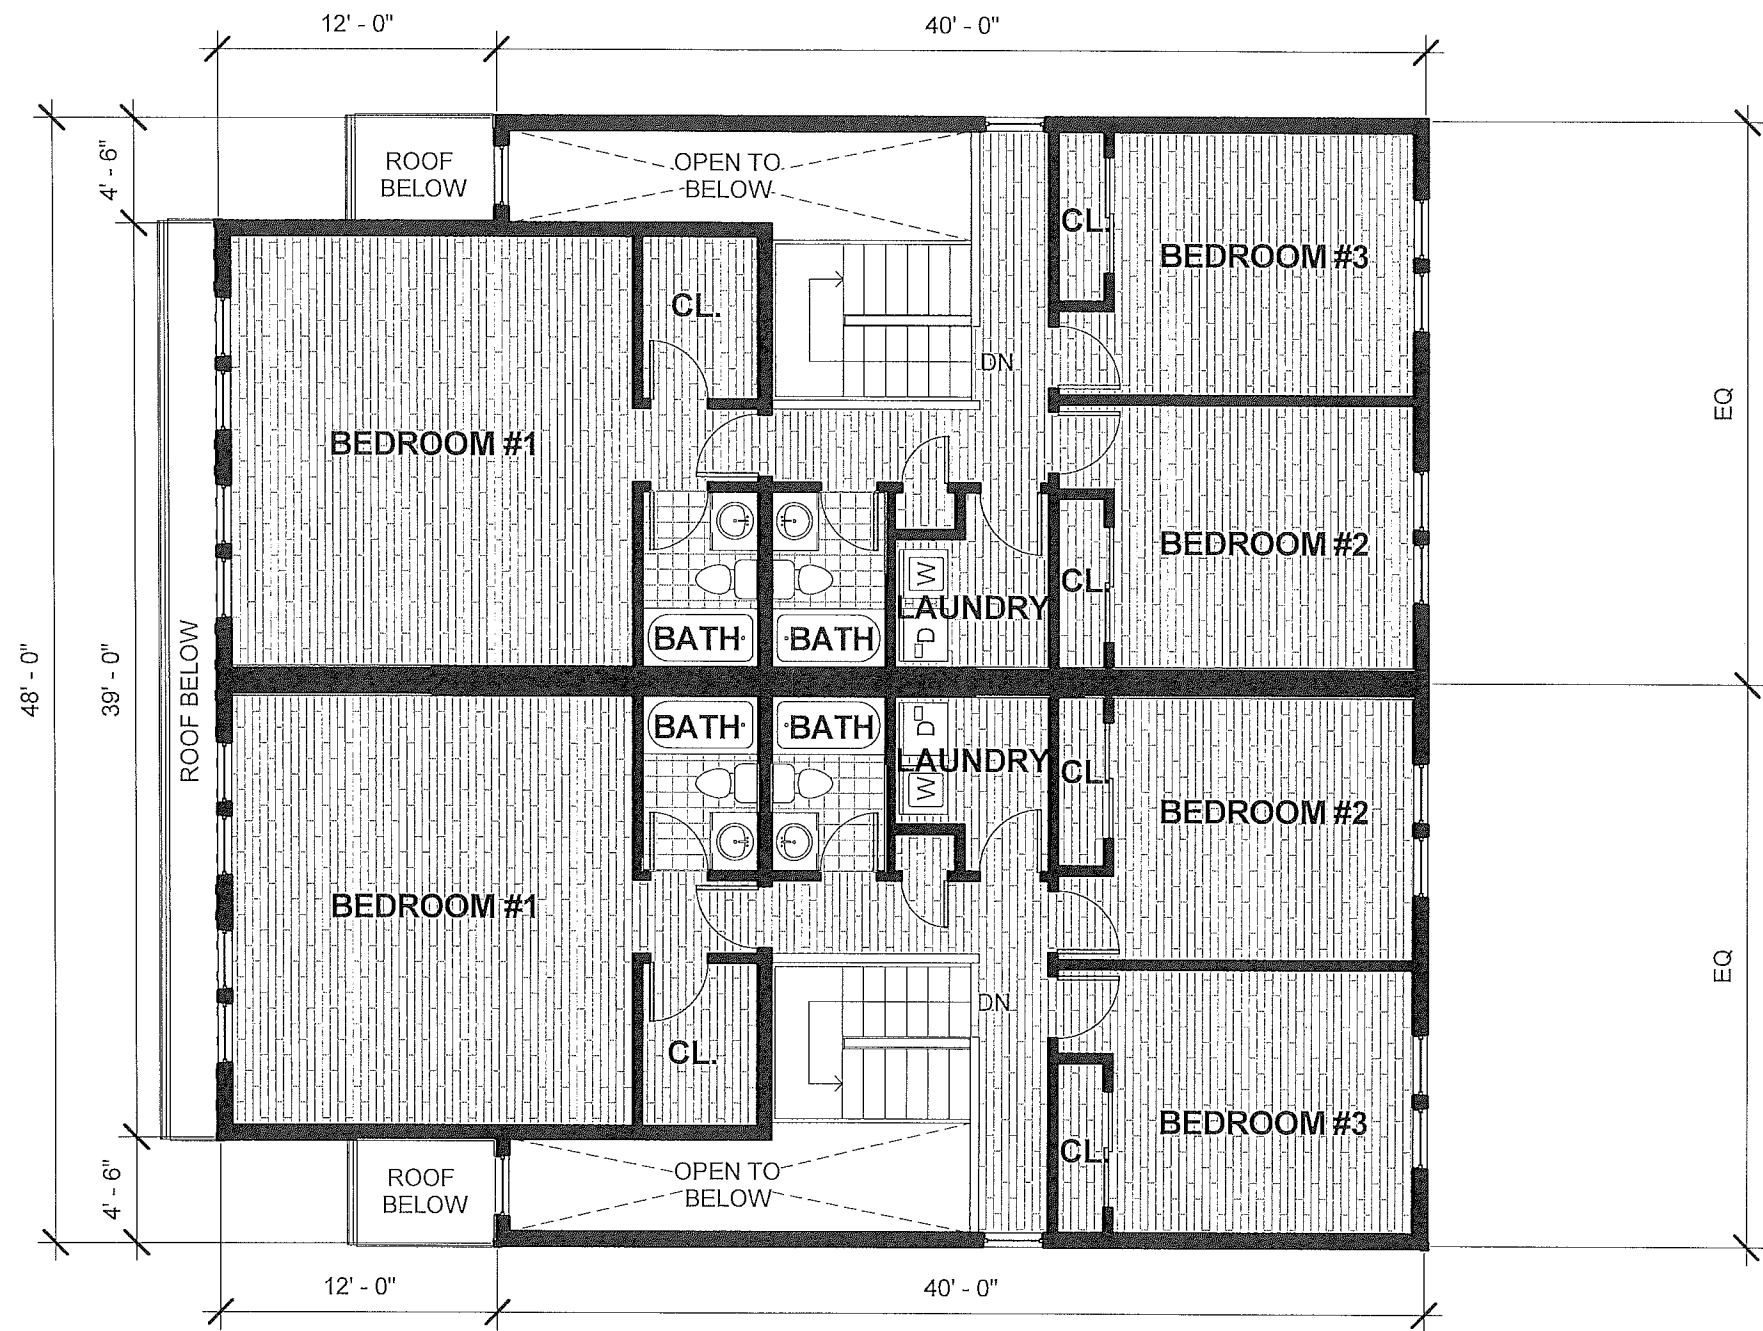 12' - 0"
40' - 0"
4' - 6"
ROOF
BELOW
OPEN TO
BELOW
CL.
BEDROOM #3
CL.
DN
EQ
BEDROOM #1
BEDROOM #2
CL.
W
LAUNDRY
D
BATH
BATH
48' - 0"
39' - 0"
ROOF BELOW
BATH
BATH
D
LAUNDRY
W
CL.
BEDROOM #2
BEDROOM #1
EQ
DN
CL.
BEDROOM #3
CL.
4' - 6"
ROOF
BELOW
OPEN TO
BELOW
12' - 0"
40' - 0"